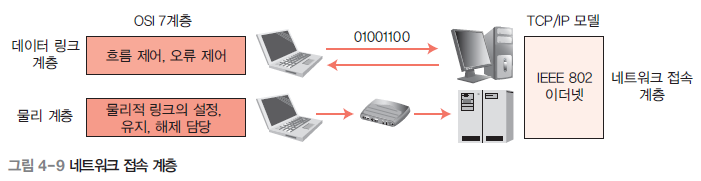 OSI 7계층
TCP/IP 모델
데이터 링크
계층
흐름 제어, 오류 제어
01001100
IEEE 802
이더넷
네트워크 접속
계층
물리 계층
물리적 링크의 설정,
유지, 해제 담당
그림 4-9 네트워크 접속 계층